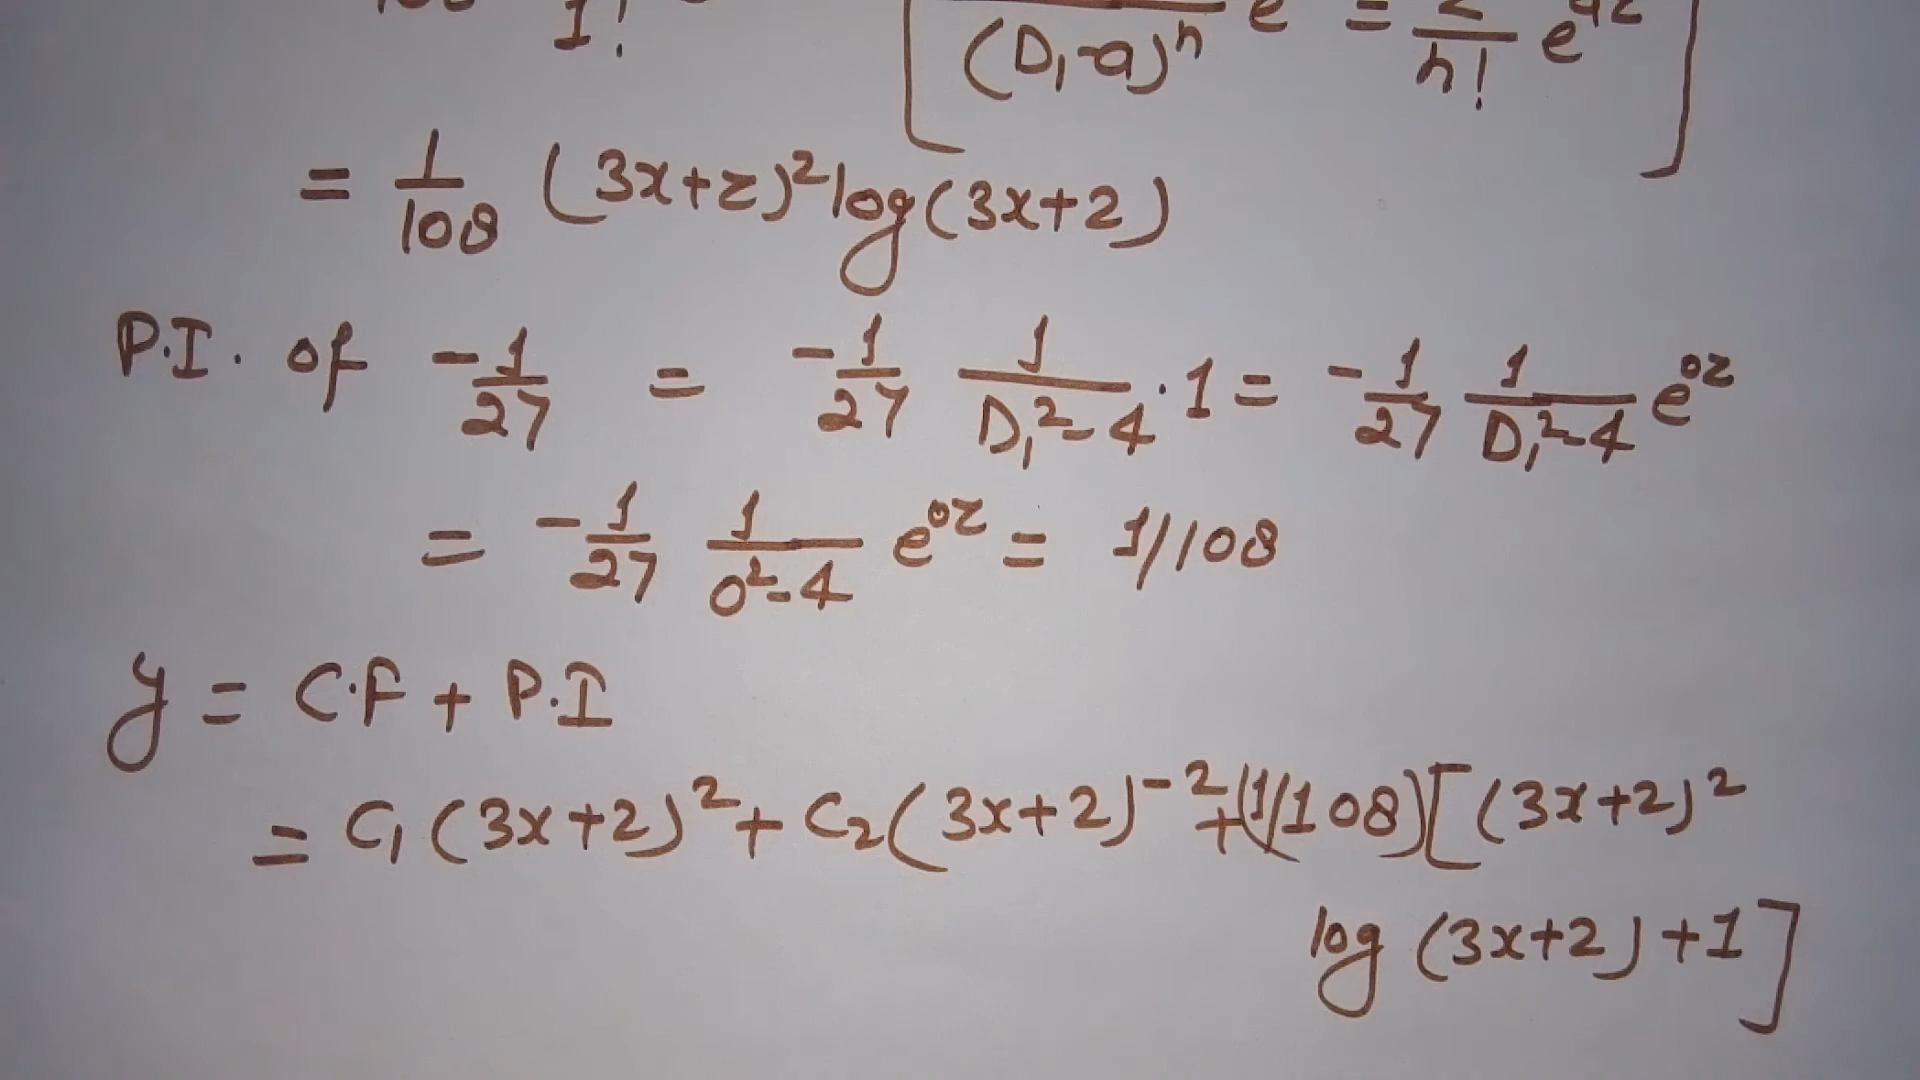 1! [ (D₁-a)ⁿ e = n! e^{az} ]
= 1/108 (3x+2)² log(3x+2)
P.I. of -1/27 = -1/27 1/(D₁²-4) · 1 = -1/27 1/(D₁²-4) e^{0z}
= -1/27 1/(0²-4) e^{0z} = 1/108
y = C.F + P.I
= C₁(3x+2)² + C₂(3x+2)⁻² + (1/108)[(3x+2)²
log (3x+2) + 1]